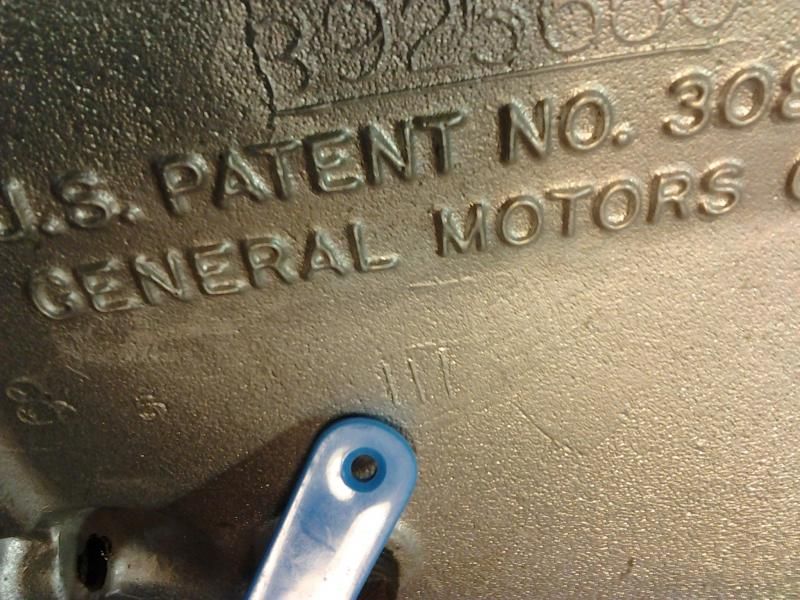 3925660
U.S. PATENT NO. 308
GENERAL MOTORS